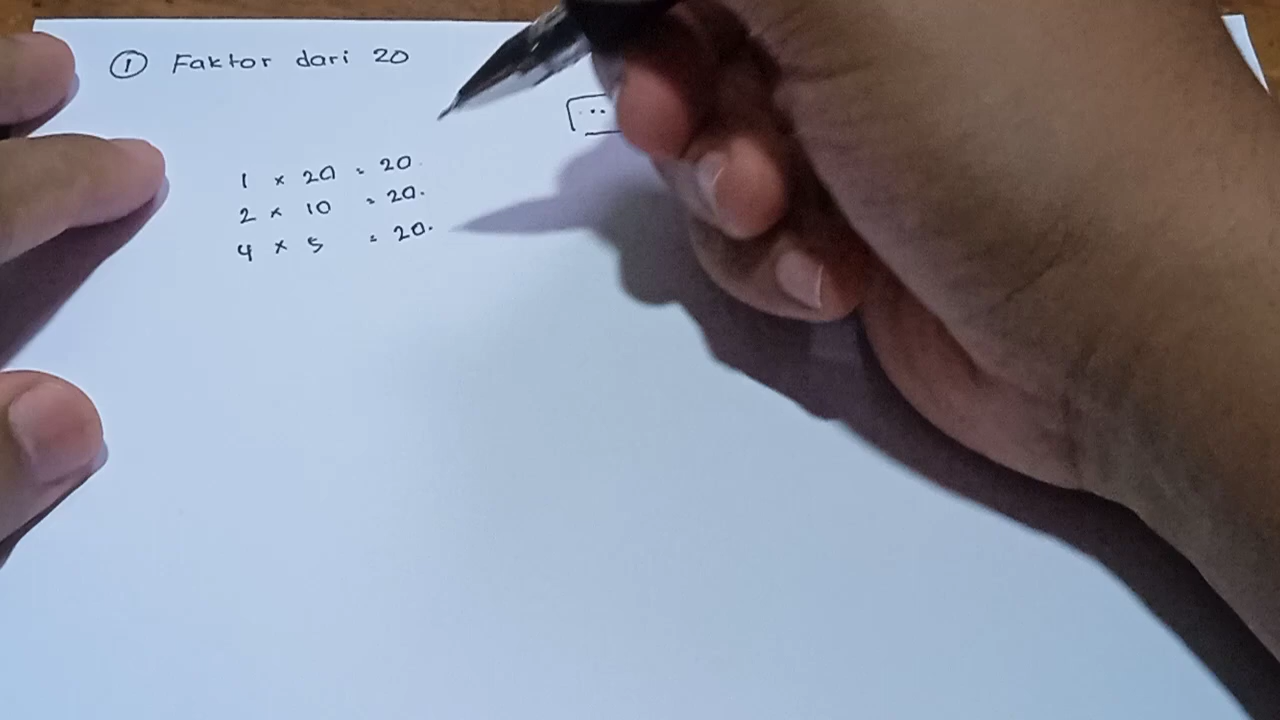 ① Faktor dari 20
1 x 20 = 20.
2 x 10 = 20.
4 x 5 = 20.